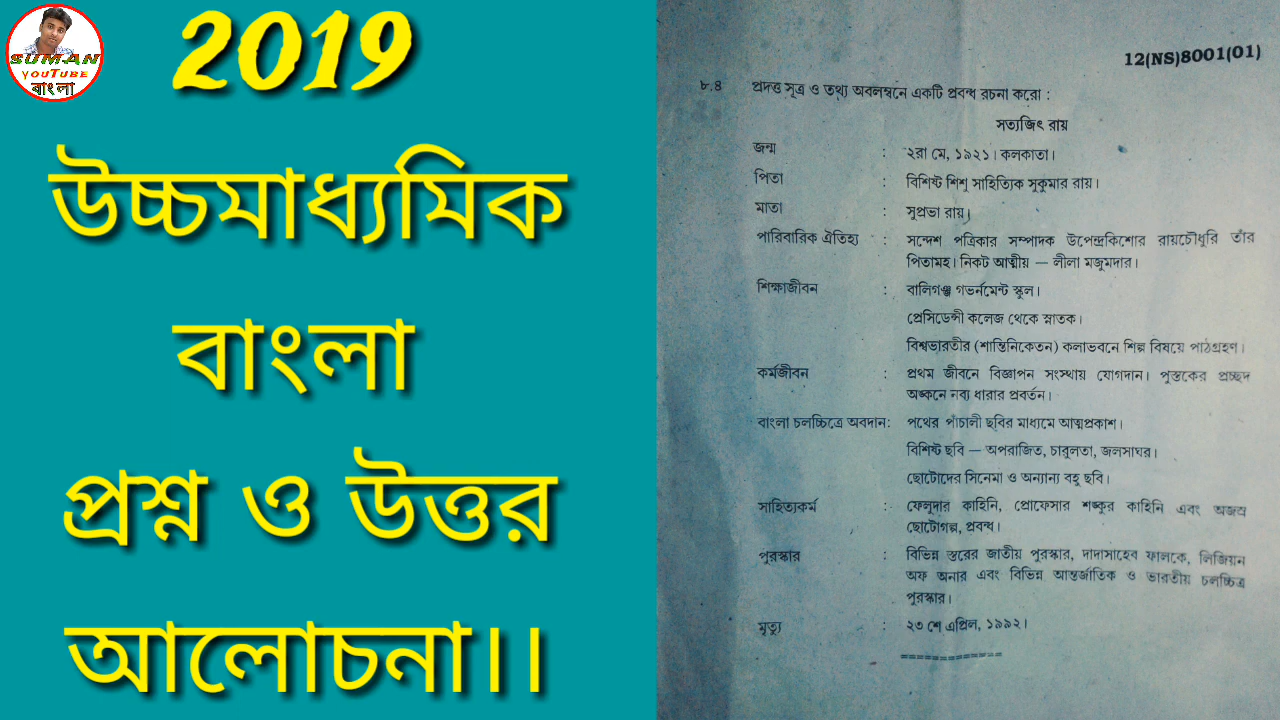 SUMAN
YouTube
বাংলা
2019
উচ্চমাধ্যমিক
বাংলা
প্রশ্ন ও উত্তর
আলোচনা।।
12(NS)8001(01)
৮.৪ প্রদত্ত সূত্র ও তথ্য অবলম্বনে একটি প্রবন্ধ রচনা করো :
সত্যজিৎ রায়
জন্ম : ২রা মে, ১৯২১। কলকাতা।
পিতা : বিশিষ্ট শিশু সাহিত্যিক সুকুমার রায়।
মাতা : সুপ্রভা রায়।
পারিবারিক ঐতিহ্য : সন্দেশ পত্রিকার সম্পাদক উপেন্দ্রকিশোর রায়চৌধুরি তাঁর
পিতামহ। নিকট আত্মীয় — লীলা মজুমদার।
শিক্ষাজীবন : বালিগঞ্জ গভর্নমেন্ট স্কুল।
প্রেসিডেন্সী কলেজ থেকে স্নাতক।
বিশ্বভারতীর (শান্তিনিকেতন) কলাভবনে শিল্প বিষয়ে পাঠগ্রহণ।
কর্মজীবন : প্রথম জীবনে বিজ্ঞাপন সংস্থায় যোগদান। পুস্তকের প্রচ্ছদ
অঙ্কনে নব্য ধারার প্রবর্তন।
বাংলা চলচ্চিত্রে অবদান: পথের পাঁচালী ছবির মাধ্যমে আত্মপ্রকাশ।
বিশিষ্ট ছবি — অপরাজিত, চারুলতা, জলসাঘর।
ছোটোদের সিনেমা ও অন্যান্য বহু ছবি।
সাহিত্যকর্ম : ফেলুদার কাহিনি, প্রোফেসার শঙ্কুর কাহিনি এবং অজস্র
ছোটোগল্প, প্রবন্ধ।
পুরস্কার : বিভিন্ন স্তরের জাতীয় পুরস্কার, দাদাসাহেব ফালকে, লিজিয়ন
অফ অনার এবং বিভিন্ন আন্তর্জাতিক ও ভারতীয় চলচ্চিত্র
পুরস্কার।
মৃত্যু : ২৩ শে এপ্রিল, ১৯৯২।